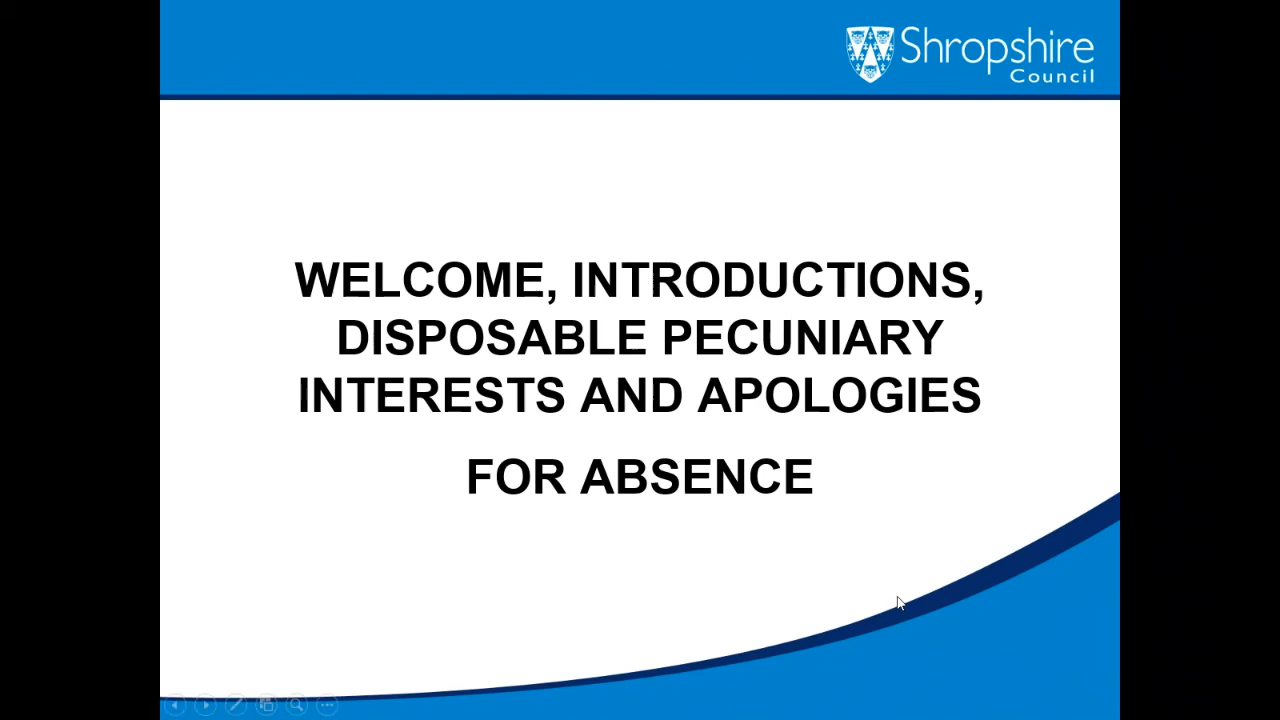 Shropshire
Council
WELCOME, INTRODUCTIONS,
DISPOSABLE PECUNIARY
INTERESTS AND APOLOGIES
FOR ABSENCE